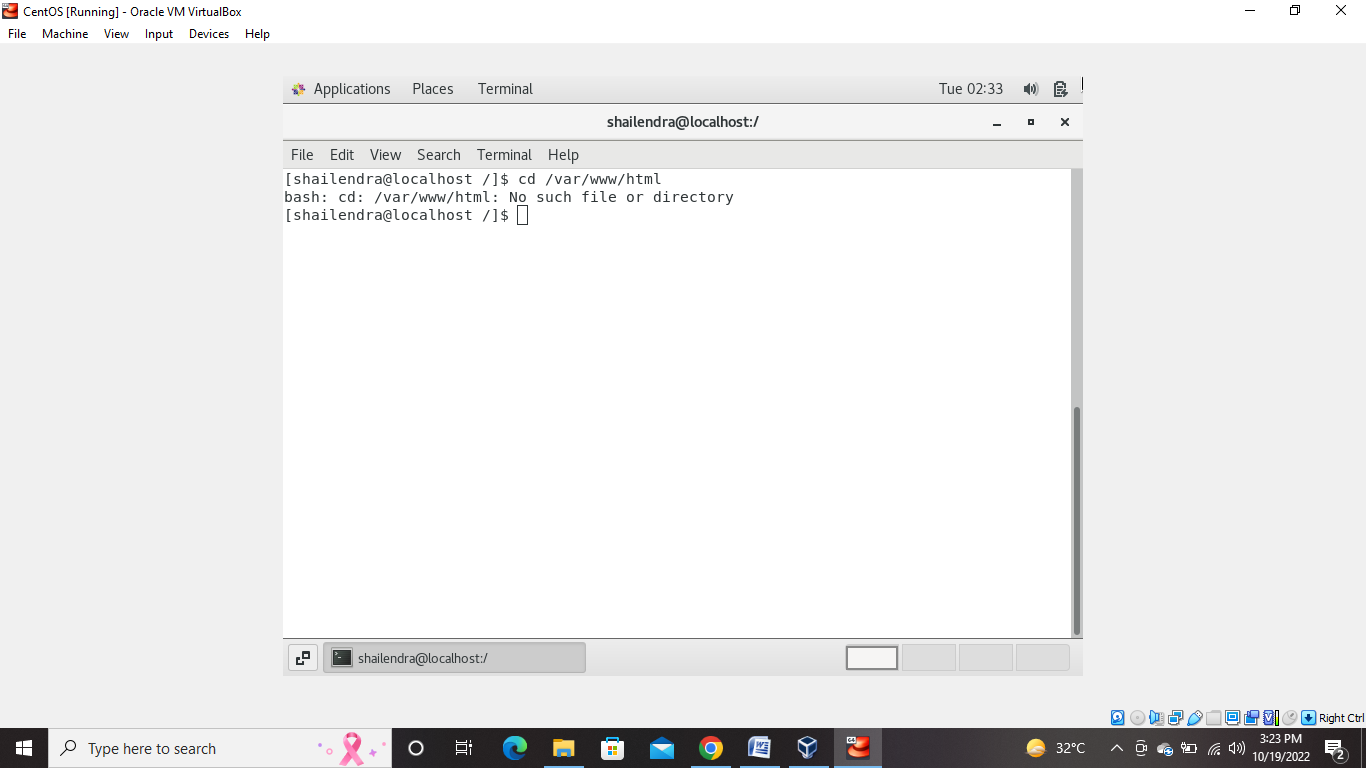 CentOS [Running] - Oracle VM VirtualBox
File Machine View Input Devices Help
Applications Places Terminal Tue 02:33
shailendra@localhost:/
File Edit View Search Terminal Help
[shailendra@localhost /]$ cd /var/www/html
bash: cd: /var/www/html: No such file or directory
[shailendra@localhost /]$
shailendra@localhost:/
Right Ctrl
Type here to search
32°C
3:23 PM
10/19/2022
2